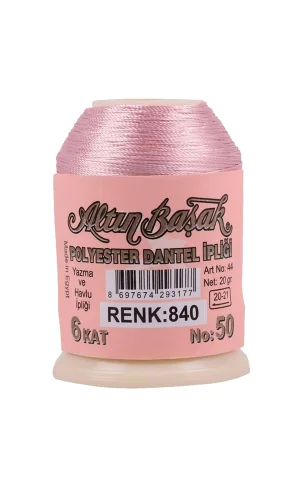 Altın Başak
POLYESTER DANTEL İPLİĞİ
Made in Egypt
Yazma
ve
Havlu
İpliği
Art No: 44
Net: 20 gr
20-21
8 697674 293177
RENK:840
6 KAT
No: 50